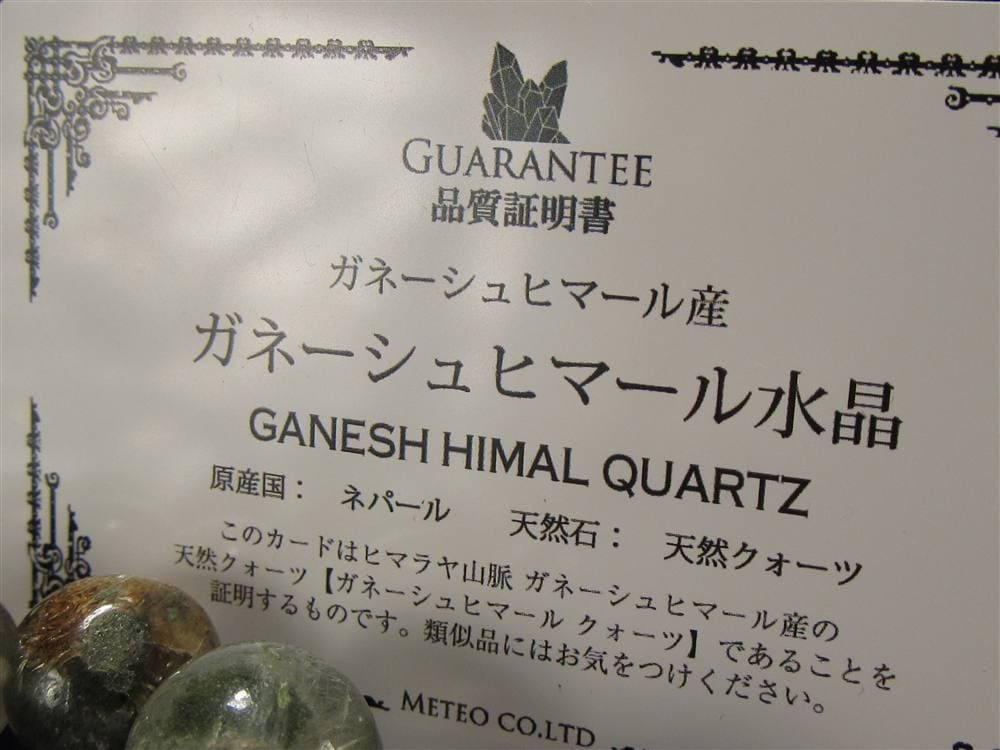 GUARANTEE
品質証明書
ガネーシュヒマール産
ガネーシュヒマール水晶
GANESH HIMAL QUARTZ
原産国： ネパール 天然石： 天然クォーツ
このカードはヒマラヤ山脈 ガネーシュヒマール産の
天然クォーツ【ガネーシュヒマール クォーツ】であることを
証明するものです。類似品にはお気をつけください。
METEO CO.LTD